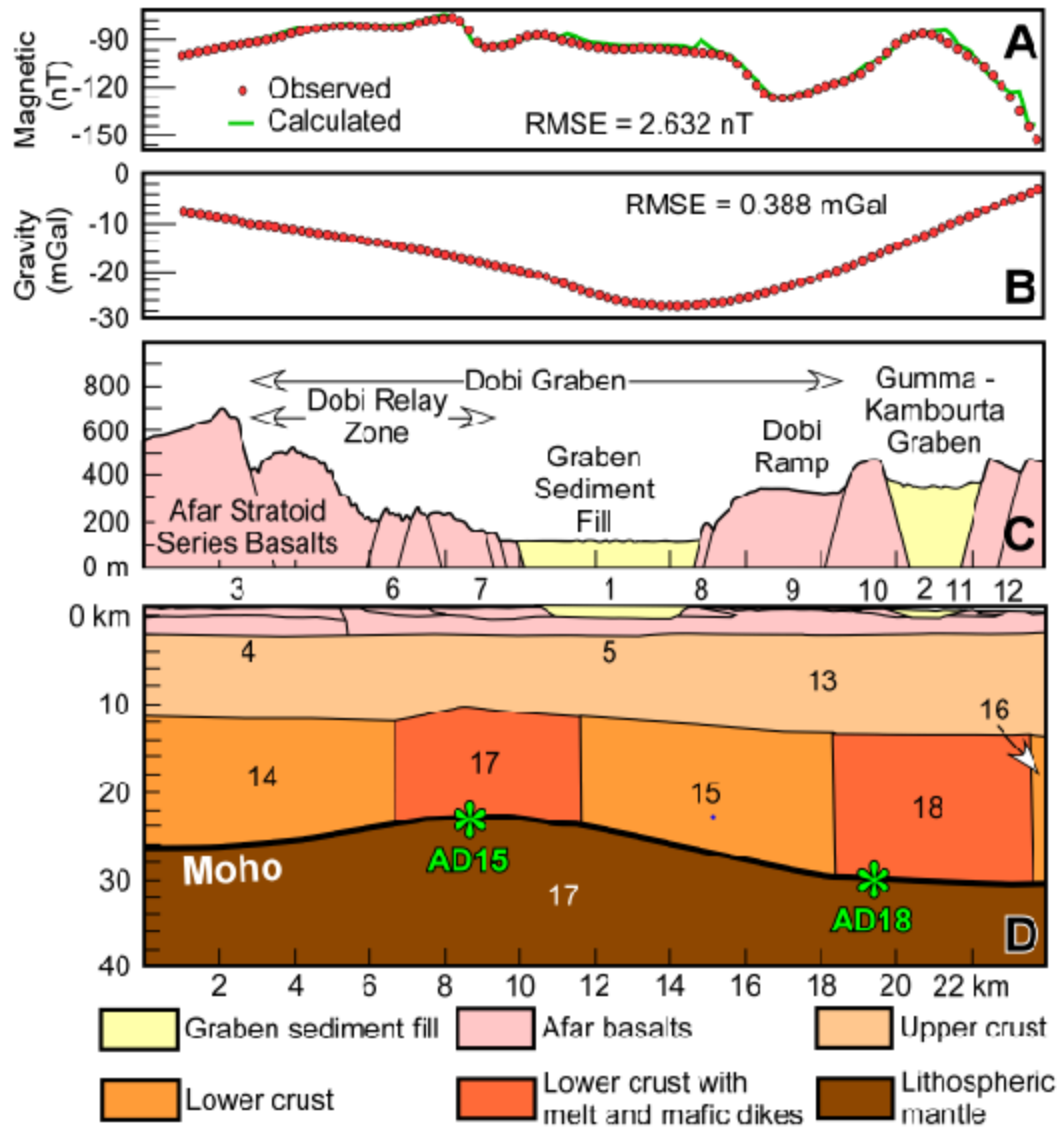 Magnetic
(nT)
-90
-120
-150
Observed
Calculated
RMSE = 2.632 nT
A
Gravity
(mGal)
0
-10
-20
-30
RMSE = 0.388 mGal
B
800
600
400
200
0 m
Dobi Graben
Dobi Relay
Zone
Graben
Sediment
Fill
Dobi
Ramp
Gumma -
Kambourta
Graben
Afar Stratoid
Series Basalts
C
3 6 7 1 8 9 10 2 11 12
0 km
10
20
30
40
4 5 13
16
14 17 15 18
Moho
AD15
17
AD18
D
2 4 6 8 10 12 14 16 18 20 22 km
Graben sediment fill
Afar basalts
Upper crust
Lower crust
Lower crust with
melt and mafic dikes
Lithospheric
mantle